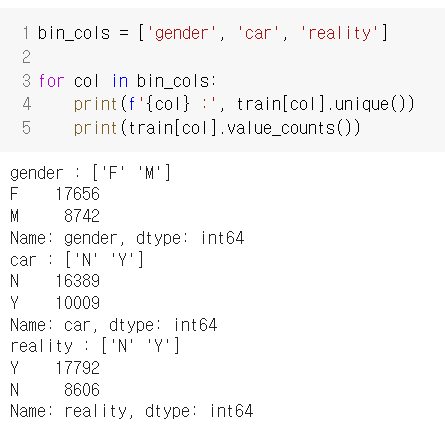 1 bin_cols = ['gender', 'car', 'reality']
2
3 for col in bin_cols:
4     print(f'{col} :', train[col].unique())
5     print(train[col].value_counts())
gender : ['F' 'M']
F    17656
M     8742
Name: gender, dtype: int64
car : ['N' 'Y']
N    16389
Y    10009
Name: car, dtype: int64
reality : ['N' 'Y']
Y    17792
N     8606
Name: reality, dtype: int64